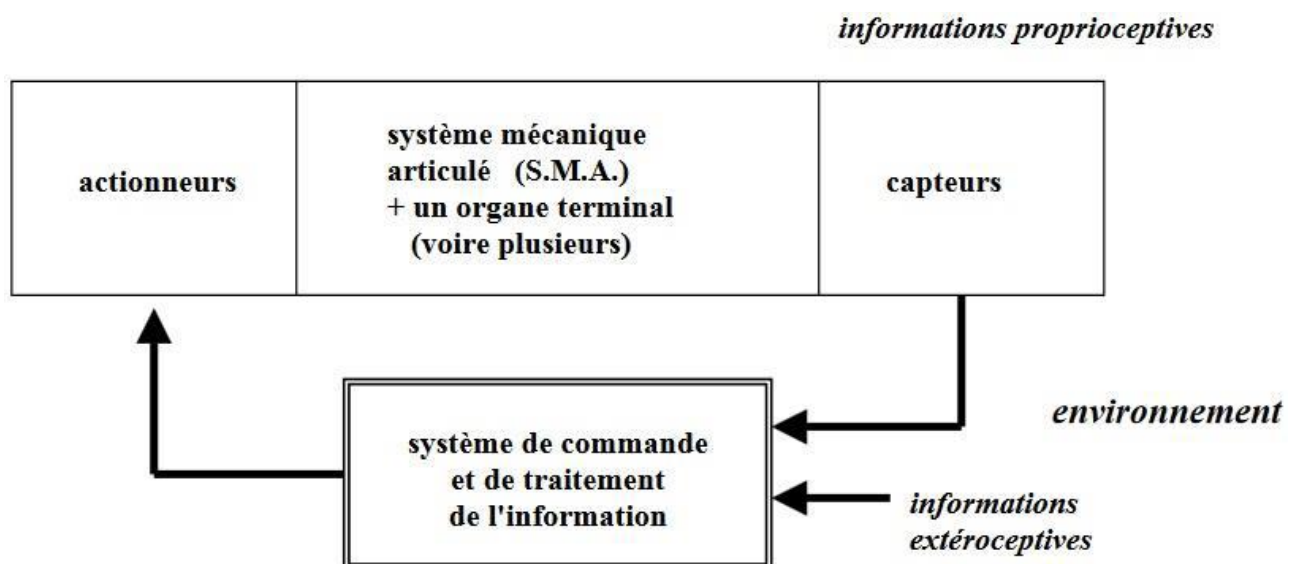 informations proprioceptives
actionneurs
système mécanique
articulé (S.M.A.)
+ un organe terminal
(voire plusieurs)
capteurs
environnement
système de commande
et de traitement
de l'information
informations
extéroceptives